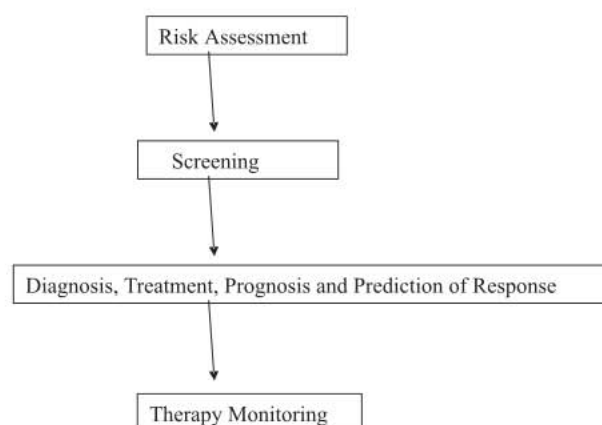 Risk Assessment
Screening
Diagnosis, Treatment, Prognosis and Prediction of Response
Therapy Monitoring